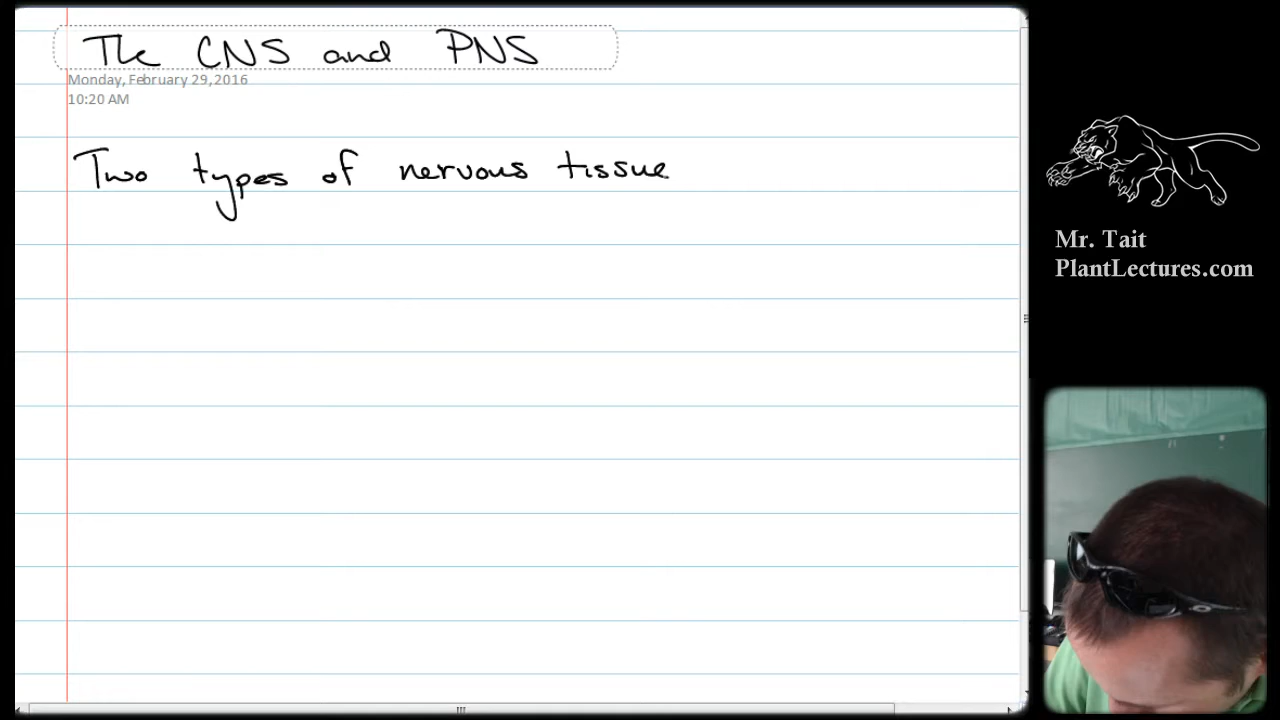 The CNS and PNS
Monday, February 29, 2016
10:20 AM
Two types of nervous tissue
Mr. Tait
PlantLectures.com